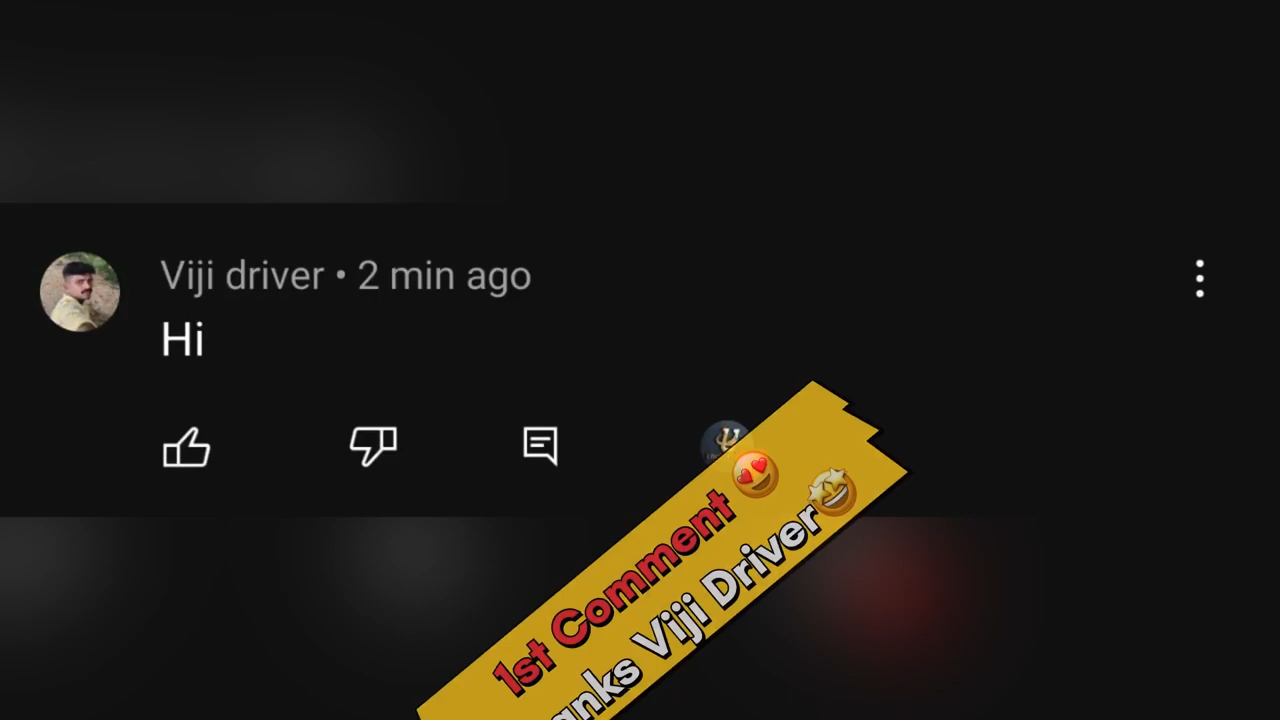 Viji driver • 2 min ago
Hi
1st Comment 😍
anks Viji Driver🤩